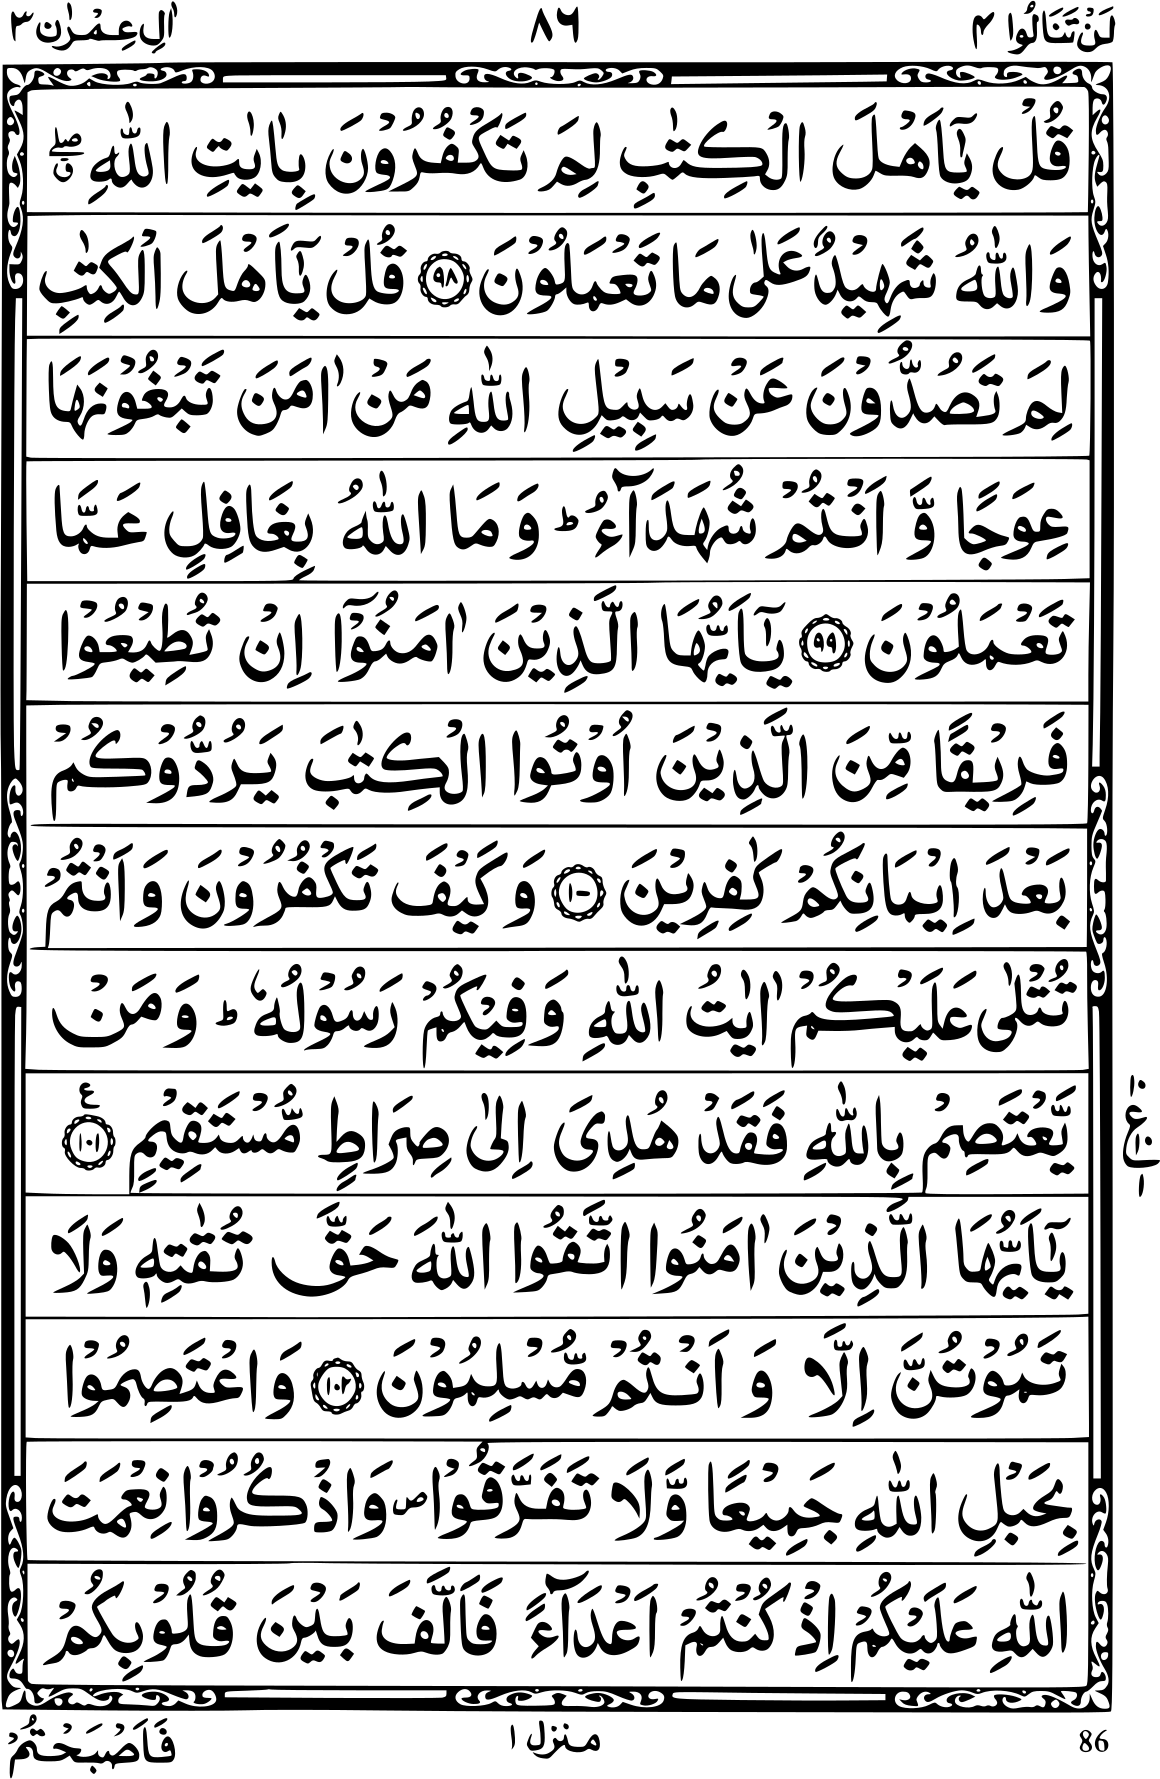 لَنْ تَنَالُوا ۴
۸۶
اٰلِ عِمْرٰن ۳
قُلْ يٰۤاَهْلَ الْكِتٰبِ لِمَ تَكْفُرُوْنَ بِاٰيٰتِ اللّٰهِ ۖق
وَاللّٰهُ شَهِيْدٌ عَلٰى مَا تَعْمَلُوْنَ ۹۸ قُلْ يٰۤاَهْلَ الْكِتٰبِ
لِمَ تَصُدُّوْنَ عَنْ سَبِيْلِ اللّٰهِ مَنْ اٰمَنَ تَبْغُوْنَهَا
عِوَجًا وَّ اَنْتُمْ شُهَدَآءُ ؕ وَ مَا اللّٰهُ بِغَافِلٍ عَمَّا
تَعْمَلُوْنَ ۹۹ يٰۤاَيُّهَا الَّذِيْنَ اٰمَنُوْۤا اِنْ تُطِيْعُوْا
فَرِيْقًا مِّنَ الَّذِيْنَ اُوْتُوا الْكِتٰبَ يَرُدُّوْكُمْ
بَعْدَ اِيْمَانِكُمْ كٰفِرِيْنَ ۱۰۰ وَ كَيْفَ تَكْفُرُوْنَ وَ اَنْتُمْ
تُتْلٰى عَلَيْكُمْ اٰيٰتُ اللّٰهِ وَ فِيْكُمْ رَسُوْلُهٗ ؕ وَ مَنْ
يَّعْتَصِمْ بِاللّٰهِ فَقَدْ هُدِىَ اِلٰى صِرَاطٍ مُّسْتَقِيْمٍ ۱۰۱ ع
۱۰
ع
۱۰
۱
يٰۤاَيُّهَا الَّذِيْنَ اٰمَنُوا اتَّقُوا اللّٰهَ حَقَّ تُقٰتِهٖ وَلَا
تَمُوْتُنَّ اِلَّا وَ اَنْتُمْ مُّسْلِمُوْنَ ۱۰۲ وَ اعْتَصِمُوْا
بِحَبْلِ اللّٰهِ جَمِيْعًا وَّلَا تَفَرَّقُوْا ص وَ اذْكُرُوْا نِعْمَتَ
اللّٰهِ عَلَيْكُمْ اِذْ كُنْتُمْ اَعْدَآءً فَاَلَّفَ بَيْنَ قُلُوْبِكُمْ
فَاَصْبَحْتُمْ
منزل ۱
86